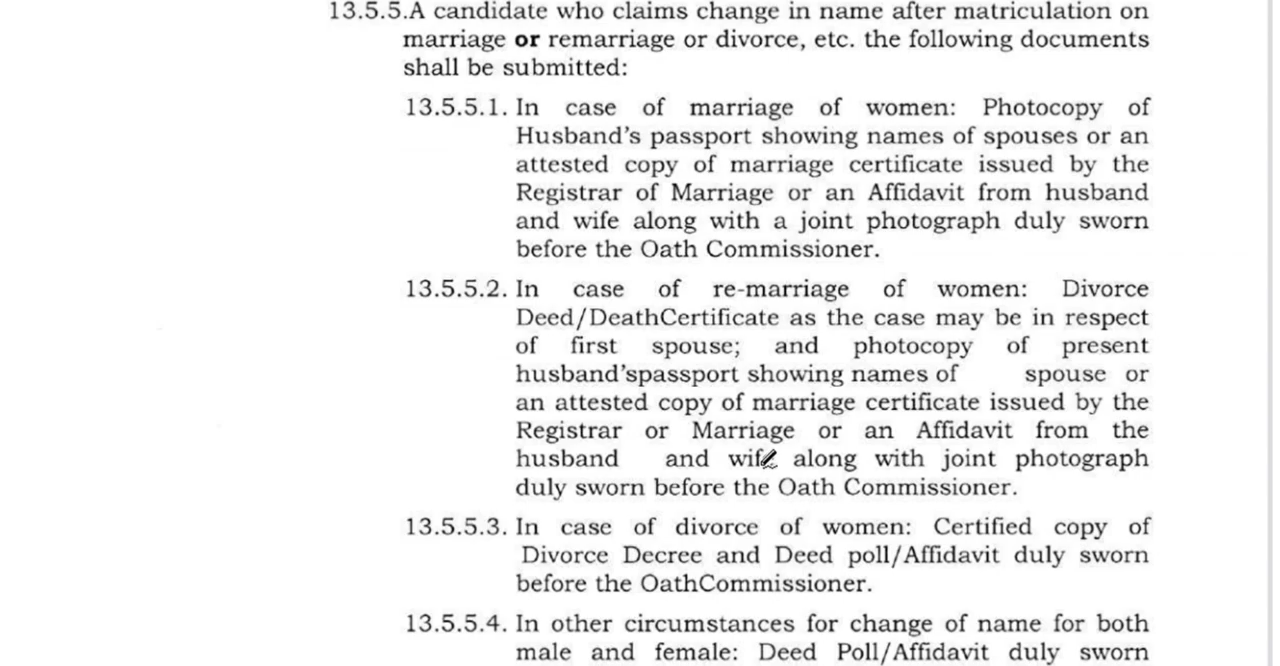 13.5.5.A candidate who claims change in name after matriculation on
marriage or remarriage or divorce, etc. the following documents
shall be submitted:
13.5.5.1. In case of marriage of women: Photocopy of
Husband's passport showing names of spouses or an
attested copy of marriage certificate issued by the
Registrar of Marriage or an Affidavit from husband
and wife along with a joint photograph duly sworn
before the Oath Commissioner.
13.5.5.2. In case of re-marriage of women: Divorce
Deed/DeathCertificate as the case may be in respect
of first spouse; and photocopy of present
husband'spassport showing names of spouse or
an attested copy of marriage certificate issued by the
Registrar or Marriage or an Affidavit from the
husband and wife along with joint photograph
duly sworn before the Oath Commissioner.
13.5.5.3. In case of divorce of women: Certified copy of
Divorce Decree and Deed poll/Affidavit duly sworn
before the OathCommissioner.
13.5.5.4. In other circumstances for change of name for both
male and female: Deed Poll/Affidavit duly sworn